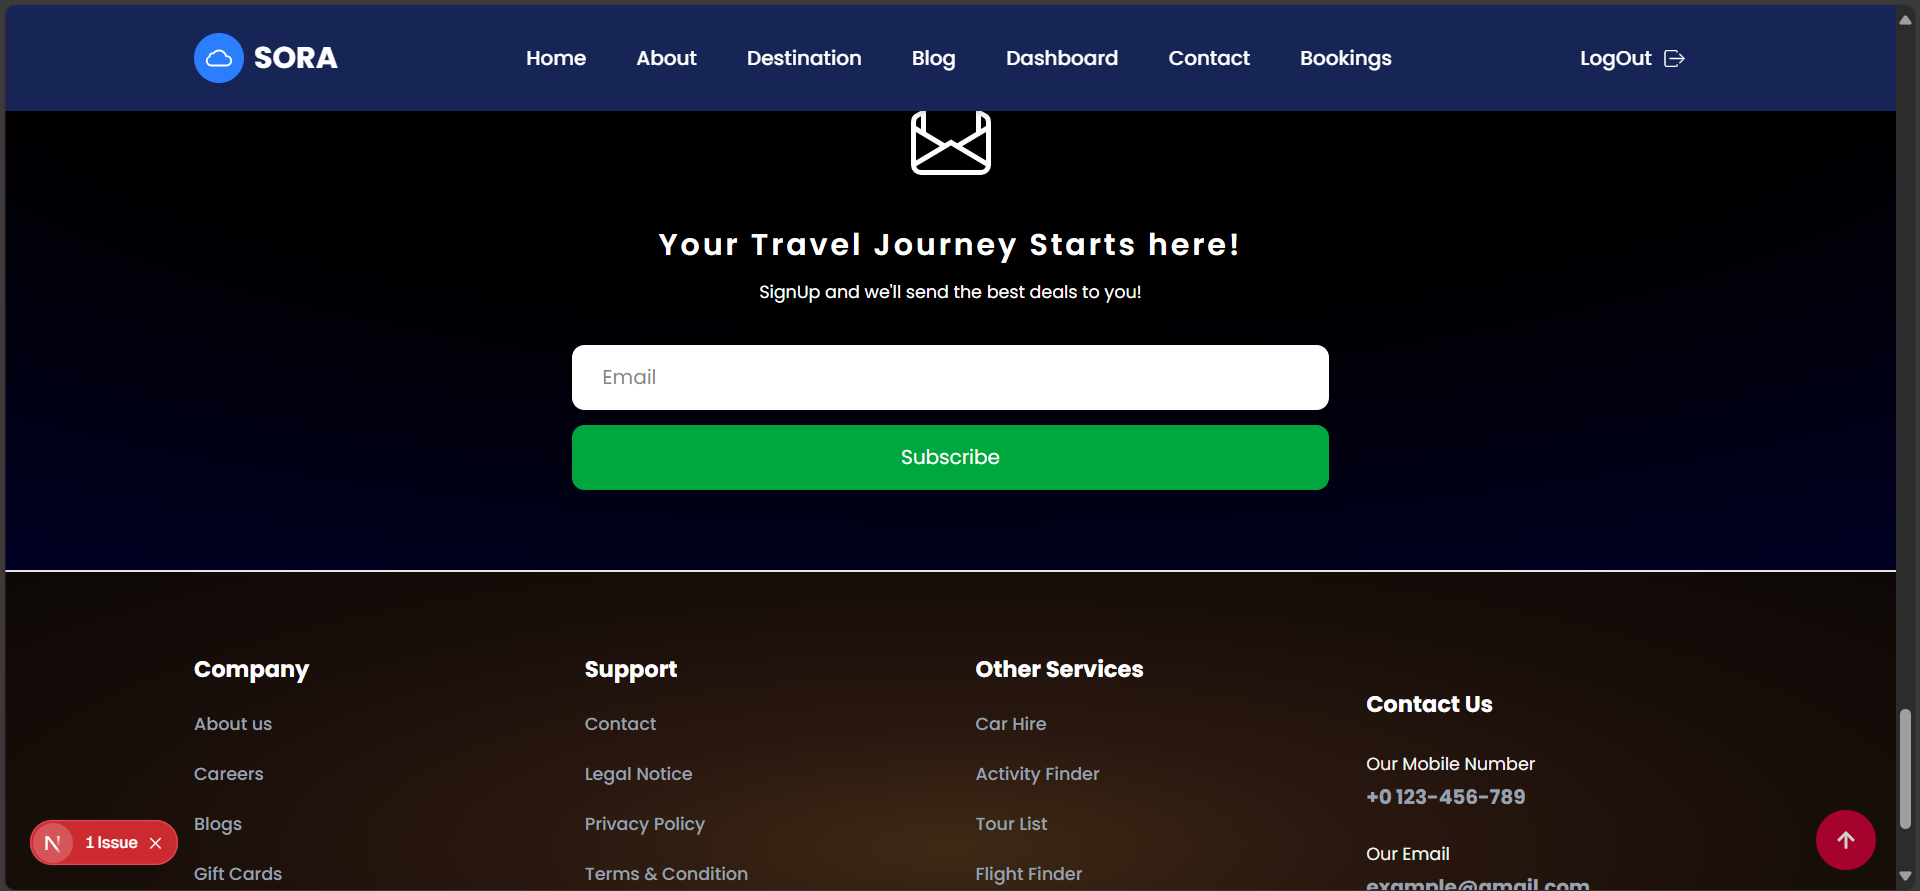 SORA
Home About Destination Blog Dashboard Contact Bookings LogOut
Your Travel Journey Starts here!
SignUp and we'll send the best deals to you!
Email
Subscribe
Company
About us
Careers
Blogs
Gift Cards
Support
Contact
Legal Notice
Privacy Policy
Terms & Condition
Other Services
Car Hire
Activity Finder
Tour List
Flight Finder
Contact Us
Our Mobile Number
+0 123-456-789
Our Email
example@gmail.com
N 1 Issue